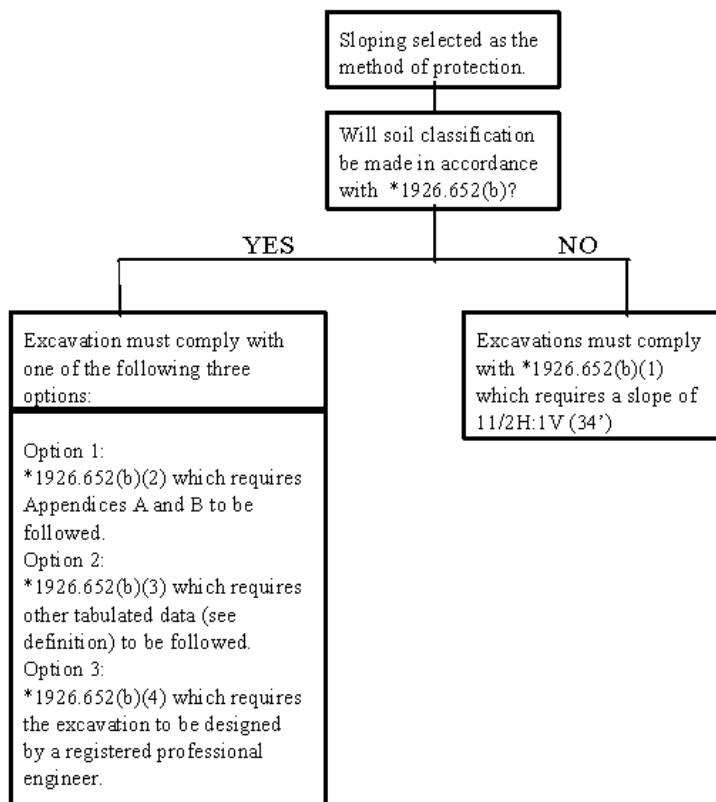 Sloping selected as the
method of protection.
Will soil classification
be made in accordance
with *1926.652(b)?
YES
NO
Excavation must comply with
one of the following three
options:
Option 1:
*1926.652(b)(2) which requires
Appendices A and B to be
followed.
Option 2:
*1926.652(b)(3) which requires
other tabulated data (see
definition) to be followed.
Option 3:
*1926.652(b)(4) which requires
the excavation to be designed
by a registered professional
engineer.
Excavations must comply
with *1926.652(b)(1)
which requires a slope of
11/2H:1V (34’)